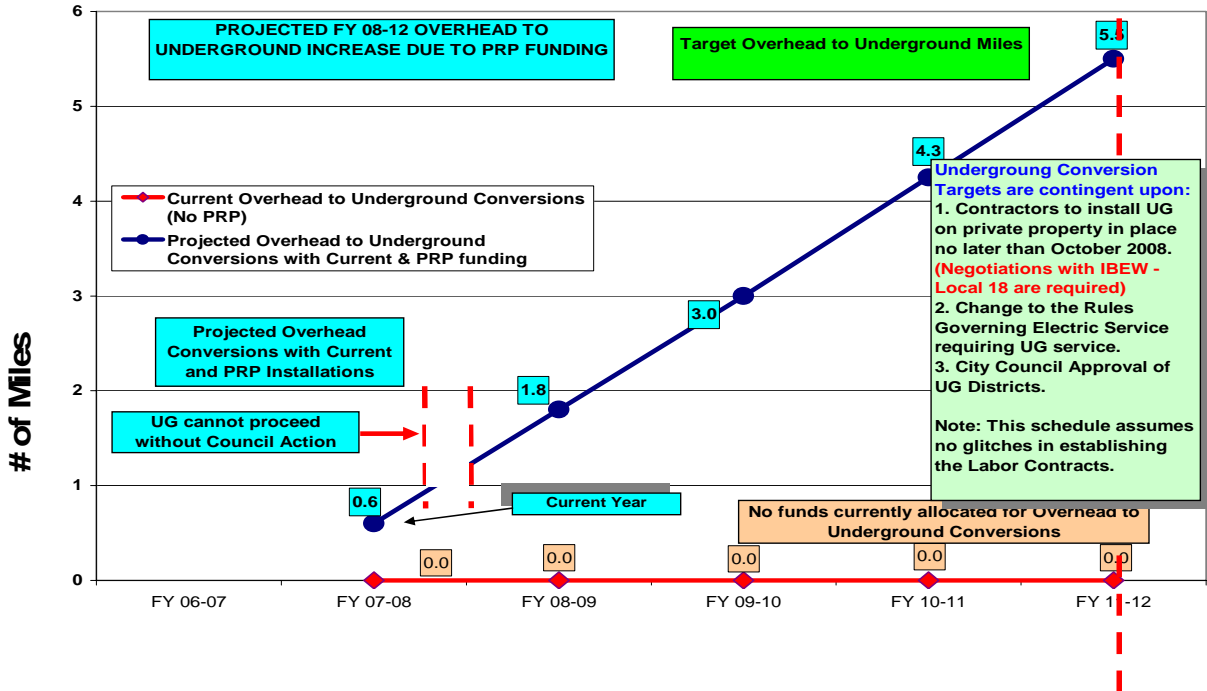 PROJECTED FY 08-12 OVERHEAD TO
UNDERGROUND INCREASE DUE TO PRP FUNDING
Target Overhead to Underground Miles
# of Miles
6
5
4
3
2
1
0
Current Overhead to Underground Conversions
(No PRP)
Projected Overhead to Underground
Conversions with Current & PRP funding
Projected Overhead
Conversions with Current
and PRP Installations
UG cannot proceed
without Council Action
Current Year
0.6
1.8
3.0
4.3
5.5
Undergroung Conversion
Targets are contingent upon:
1. Contractors to install UG
on private property in place
no later than October 2008.
(Negotiations with IBEW -
Local 18 are required)
2. Change to the Rules
Governing Electric Service
requiring UG service.
3. City Council Approval of
UG Districts.
Note: This schedule assumes
no glitches in establishing
the Labor Contracts.
No funds currently allocated for Overhead to
Underground Conversions
0.0
0.0
0.0
0.0
0.0
FY 06-07
FY 07-08
FY 08-09
FY 09-10
FY 10-11
FY 11-12